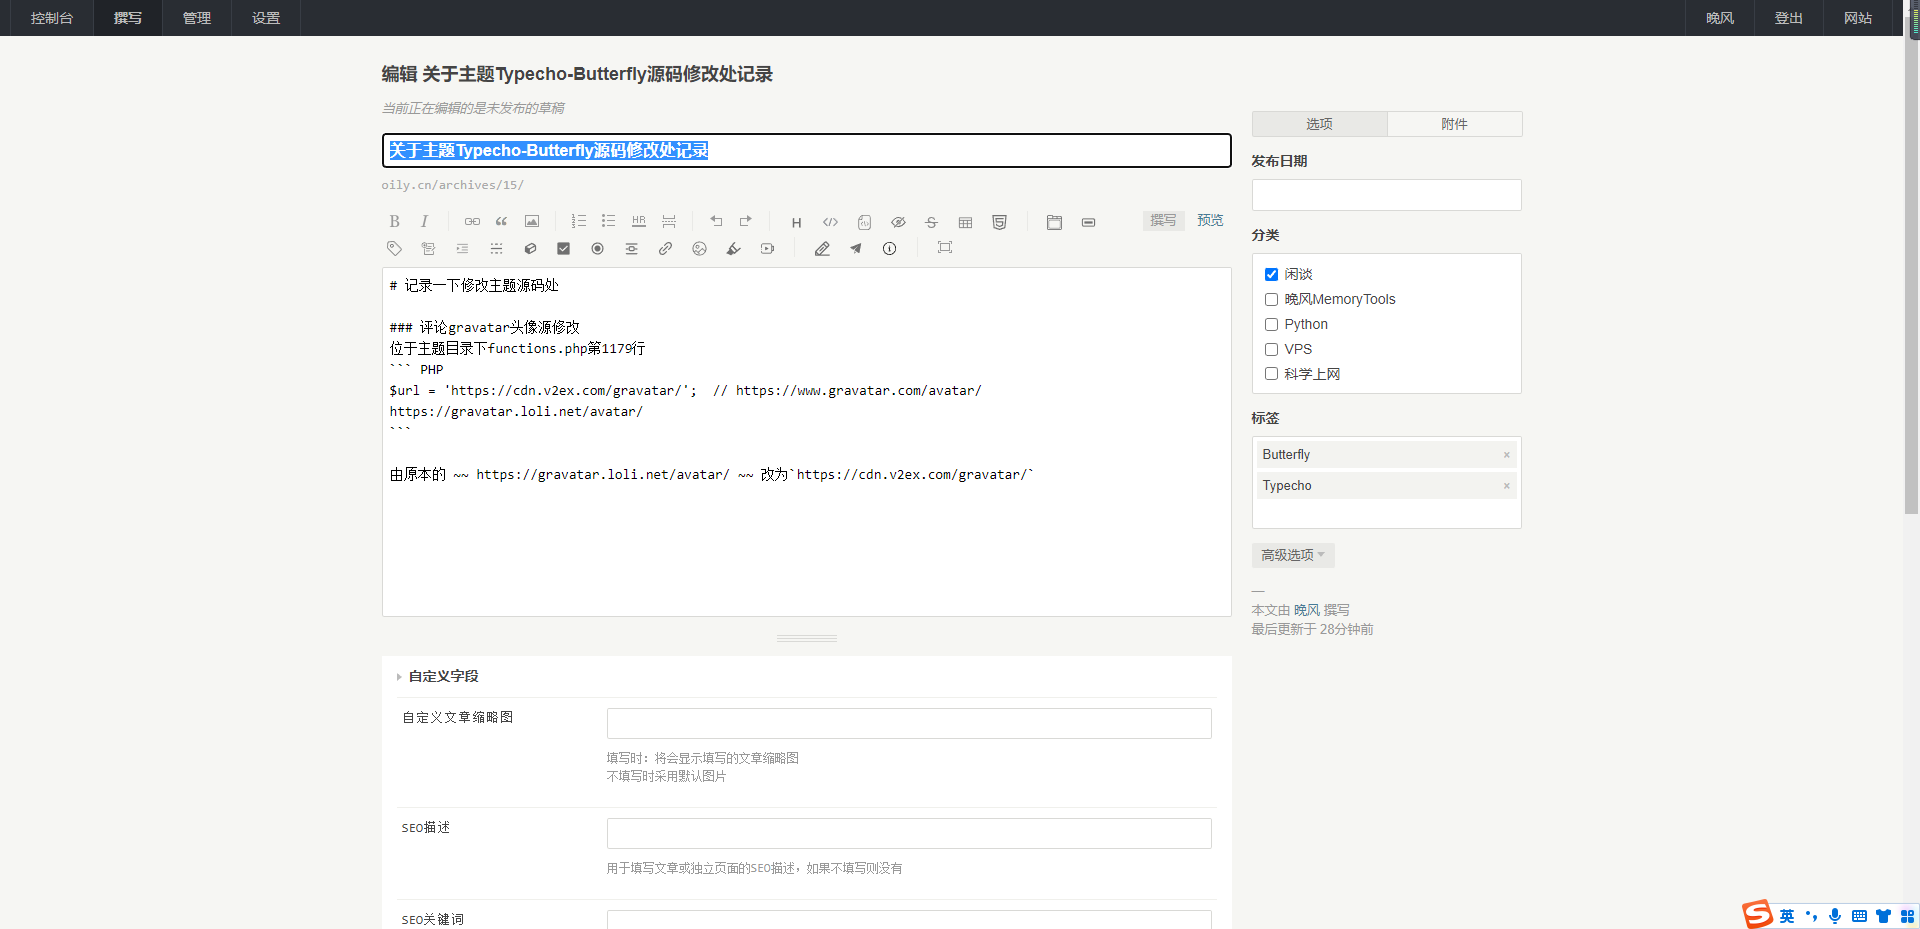 控制台 撰写 管理 设置 晚风 登出 网站
编辑 关于主题Typecho-Butterfly源码修改处记录
当前正在编辑的是未发布的草稿
关于主题Typecho-Butterfly源码修改处记录
oily.cn/archives/15/
B I HR H 撰写 预览
# 记录一下修改主题源码处
### 评论gravatar头像源修改
位于主题目录下functions.php第1179行
``` PHP
$url = 'https://cdn.v2ex.com/gravatar/';  // https://www.gravatar.com/avatar/
https://gravatar.loli.net/avatar/
```
由原本的 ~~ https://gravatar.loli.net/avatar/ ~~ 改为`https://cdn.v2ex.com/gravatar/`
自定义字段
自定义文章缩略图
填写时：将会显示填写的文章缩略图
不填写时采用默认图片
SEO描述
用于填写文章或独立页面的SEO描述，如果不填写则没有
SEO关键词
选项 附件
发布日期
分类
闲谈
晚风MemoryTools
Python
VPS
科学上网
标签
Butterfly ×
Typecho ×
高级选项
—
本文由 晚风 撰写
最后更新于 28分钟前
S 英